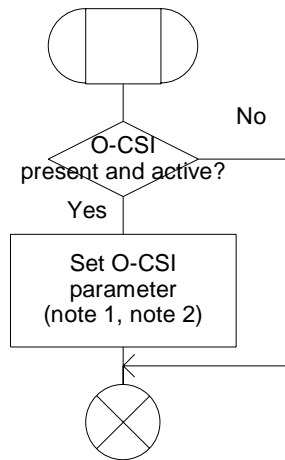 No
O-CSI
present and active?
Yes
Set O-CSI
parameter
(note 1, note 2)